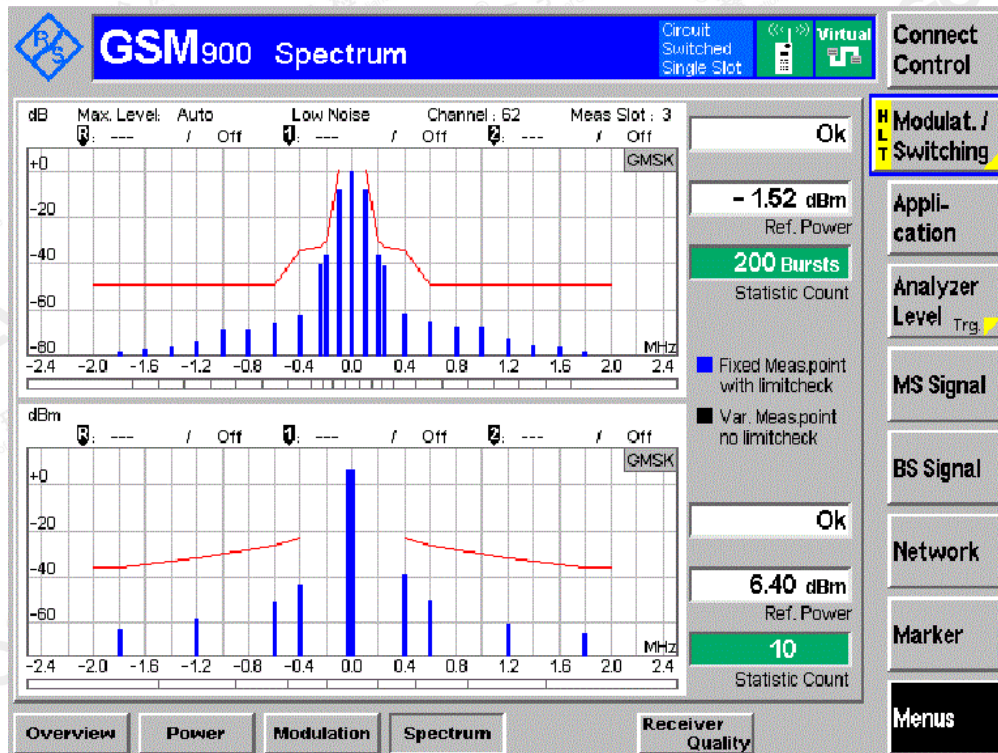 R S
GSM900 Spectrum
Circuit
Switched
Single Slot
Virtual
Connect
Control
dB Max. Level: Auto Low Noise Channel : 62 Meas Slot : 3
R: --- / Off 1: --- / Off 2: --- / Off
GMSK
+0
-20
-40
-60
-80
MHz
-2.4 -2.0 -1.6 -1.2 -0.8 -0.4 0.0 0.4 0.8 1.2 1.6 2.0 2.4
Ok
- 1.52 dBm
Ref. Power
200 Bursts
Statistic Count
Fixed Meas.point
with limitcheck
Var. Meas.point
no limitcheck
dBm
R: --- / Off 1: --- / Off 2: --- / Off
GMSK
+0
-20
-40
-60
MHz
-2.4 -2.0 -1.6 -1.2 -0.8 -0.4 0.0 0.4 0.8 1.2 1.6 2.0 2.4
Ok
6.40 dBm
Ref. Power
10
Statistic Count
H
L
T
Modulat. /
Switching
Appli-
cation
Analyzer
Level Trg.
MS Signal
BS Signal
Network
Marker
Menus
Overview
Power
Modulation
Spectrum
Receiver
Quality